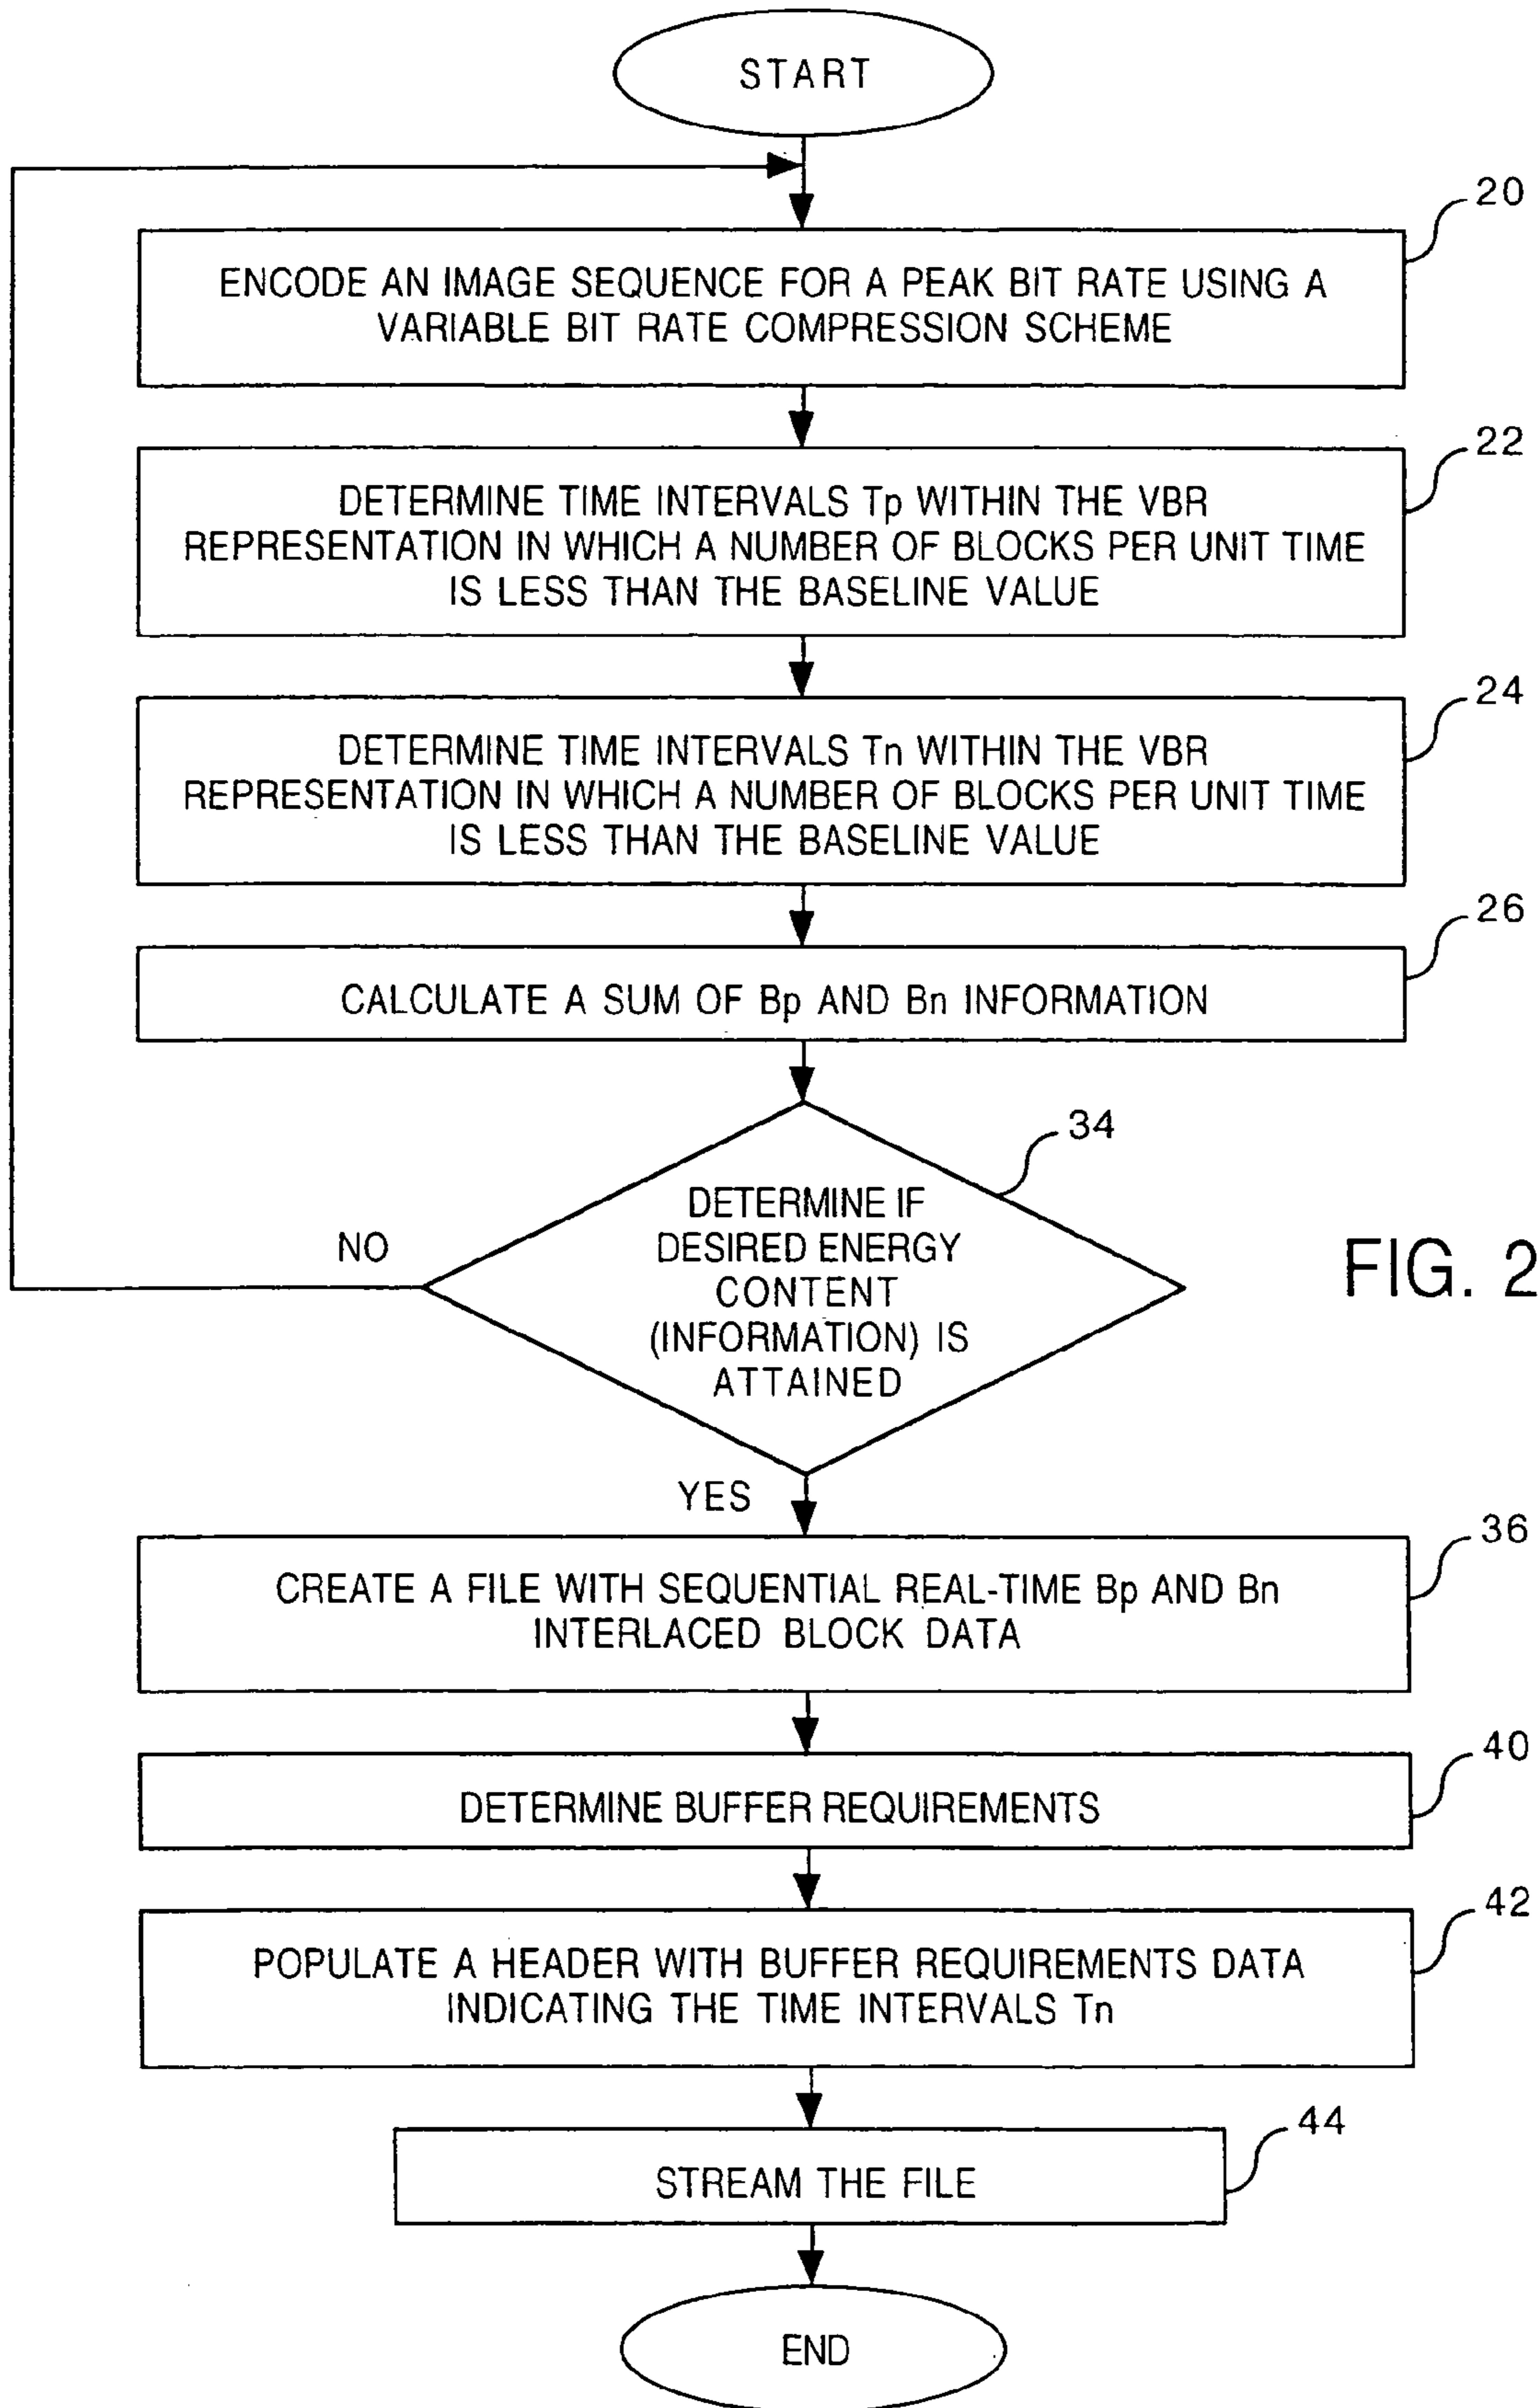 START
20
ENCODE AN IMAGE SEQUENCE FOR A PEAK BIT RATE USING A
VARIABLE BIT RATE COMPRESSION SCHEME
22
DETERMINE TIME INTERVALS Tp WITHIN THE VBR
REPRESENTATION IN WHICH A NUMBER OF BLOCKS PER UNIT TIME
IS LESS THAN THE BASELINE VALUE
24
DETERMINE TIME INTERVALS Tn WITHIN THE VBR
REPRESENTATION IN WHICH A NUMBER OF BLOCKS PER UNIT TIME
IS LESS THAN THE BASELINE VALUE
26
CALCULATE A SUM OF Bp AND Bn INFORMATION
34
DETERMINE IF
DESIRED ENERGY
CONTENT
(INFORMATION) IS
ATTAINED
NO
FIG. 2
YES
36
CREATE A FILE WITH SEQUENTIAL REAL-TIME Bp AND Bn
INTERLACED BLOCK DATA
40
DETERMINE BUFFER REQUIREMENTS
42
POPULATE A HEADER WITH BUFFER REQUIREMENTS DATA
INDICATING THE TIME INTERVALS Tn
44
STREAM THE FILE
END